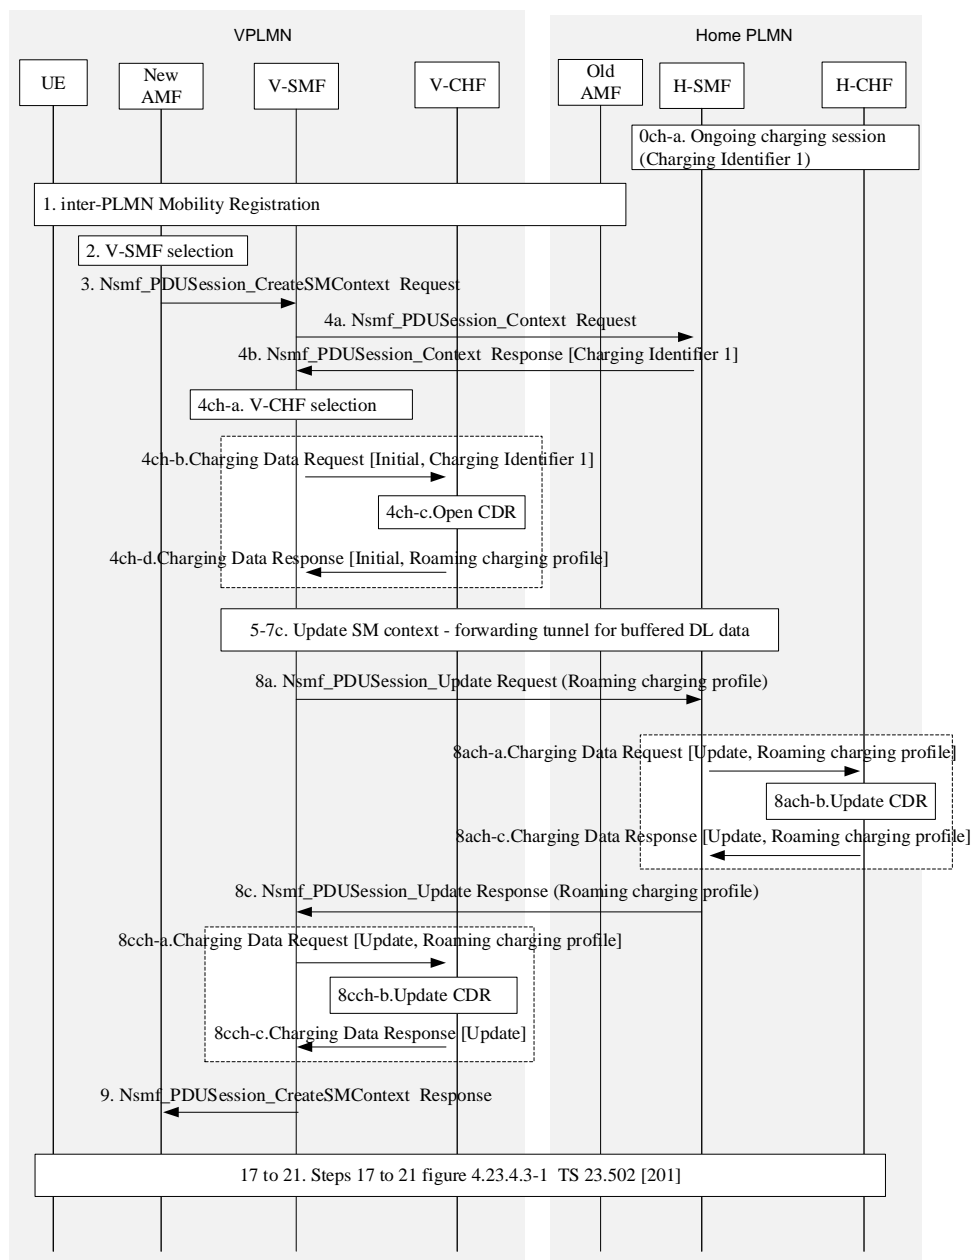 VPLMN
Home PLMN
UE
New
AMF
V-SMF
V-CHF
Old
AMF
H-SMF
H-CHF
0ch-a. Ongoing charging session
(Charging Identifier 1)
1. inter-PLMN Mobility Registration
2. V-SMF selection
3. Nsmf_PDUSession_CreateSMContext Request
4a. Nsmf_PDUSession_Context Request
4b. Nsmf_PDUSession_Context Response [Charging Identifier 1]
4ch-a. V-CHF selection
4ch-b.Charging Data Request [Initial, Charging Identifier 1]
4ch-c.Open CDR
4ch-d.Charging Data Response [Initial, Roaming charging profile]
5-7c. Update SM context - forwarding tunnel for buffered DL data
8a. Nsmf_PDUSession_Update Request (Roaming charging profile)
8ach-a.Charging Data Request [Update, Roaming charging profile]
8ach-b.Update CDR
8ach-c.Charging Data Response [Update, Roaming charging profile]
8c. Nsmf_PDUSession_Update Response (Roaming charging profile)
8cch-a.Charging Data Request [Update, Roaming charging profile]
8cch-b.Update CDR
8cch-c.Charging Data Response [Update]
9. Nsmf_PDUSession_CreateSMContext Response
17 to 21. Steps 17 to 21 figure 4.23.4.3-1 TS 23.502 [201]